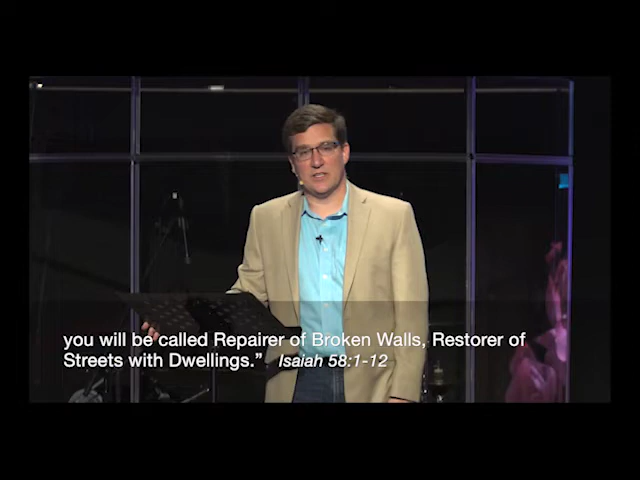 you will be called Repairer of Broken Walls, Restorer of
Streets with Dwellings.” Isaiah 58:1-12